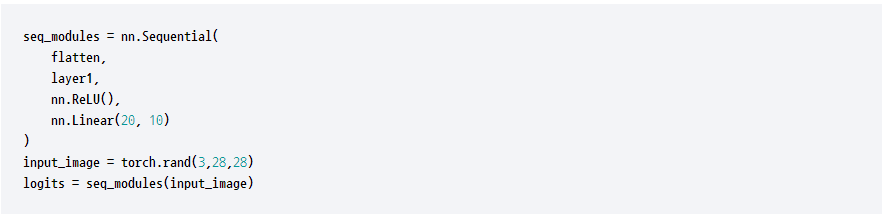 seq_modules = nn.Sequential(
    flatten,
    layer1,
    nn.ReLU(),
    nn.Linear(20, 10)
)
input_image = torch.rand(3,28,28)
logits = seq_modules(input_image)